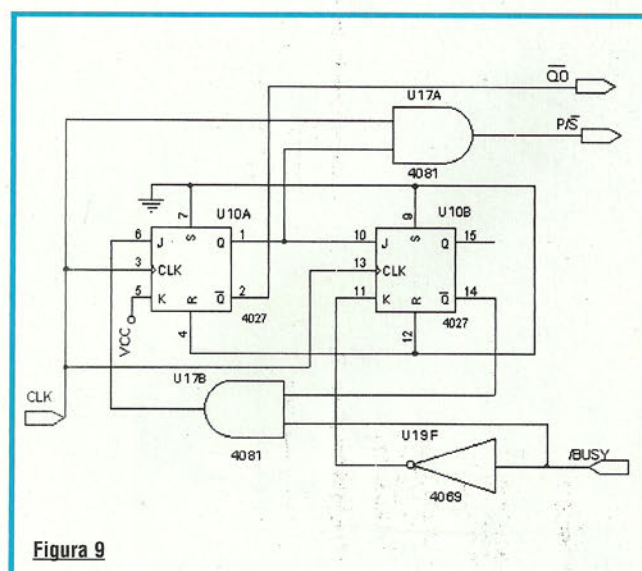 Q0
U17A
P/S
4081
U10A
U10B
7
9
S
S
6
J
Q
1
10
J
Q
15
3
CLK
13
CLK
5
K
Q
2
11
K
Q
14
R
R
4
4027
12
4027
VCC
U17B
CLK
4081
U19F
/BUSY
4069
Figura 9